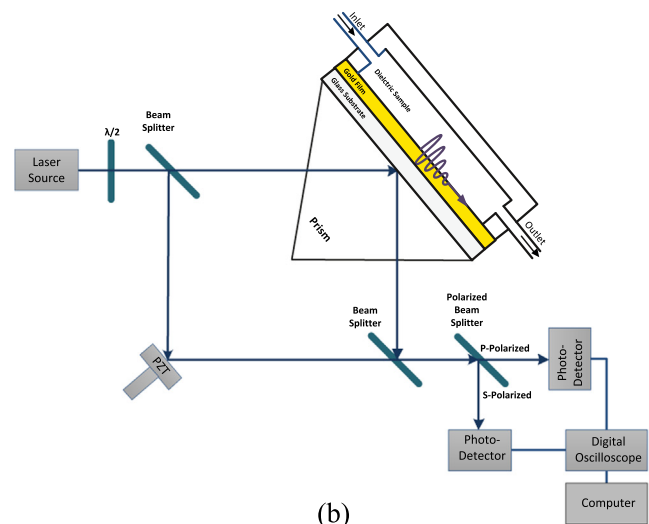 Inlet
Gold Film
Dielctric Sample
Glass Substrate
λ/2
Beam
Splitter
Laser
Source
Prism
Outlet
Beam
Splitter
Polarized
Beam
Splitter
P-Polarized
Photo-
Detector
PZT
S-Polarized
Photo-
Detector
Digital
Oscilloscope
Computer
(b)